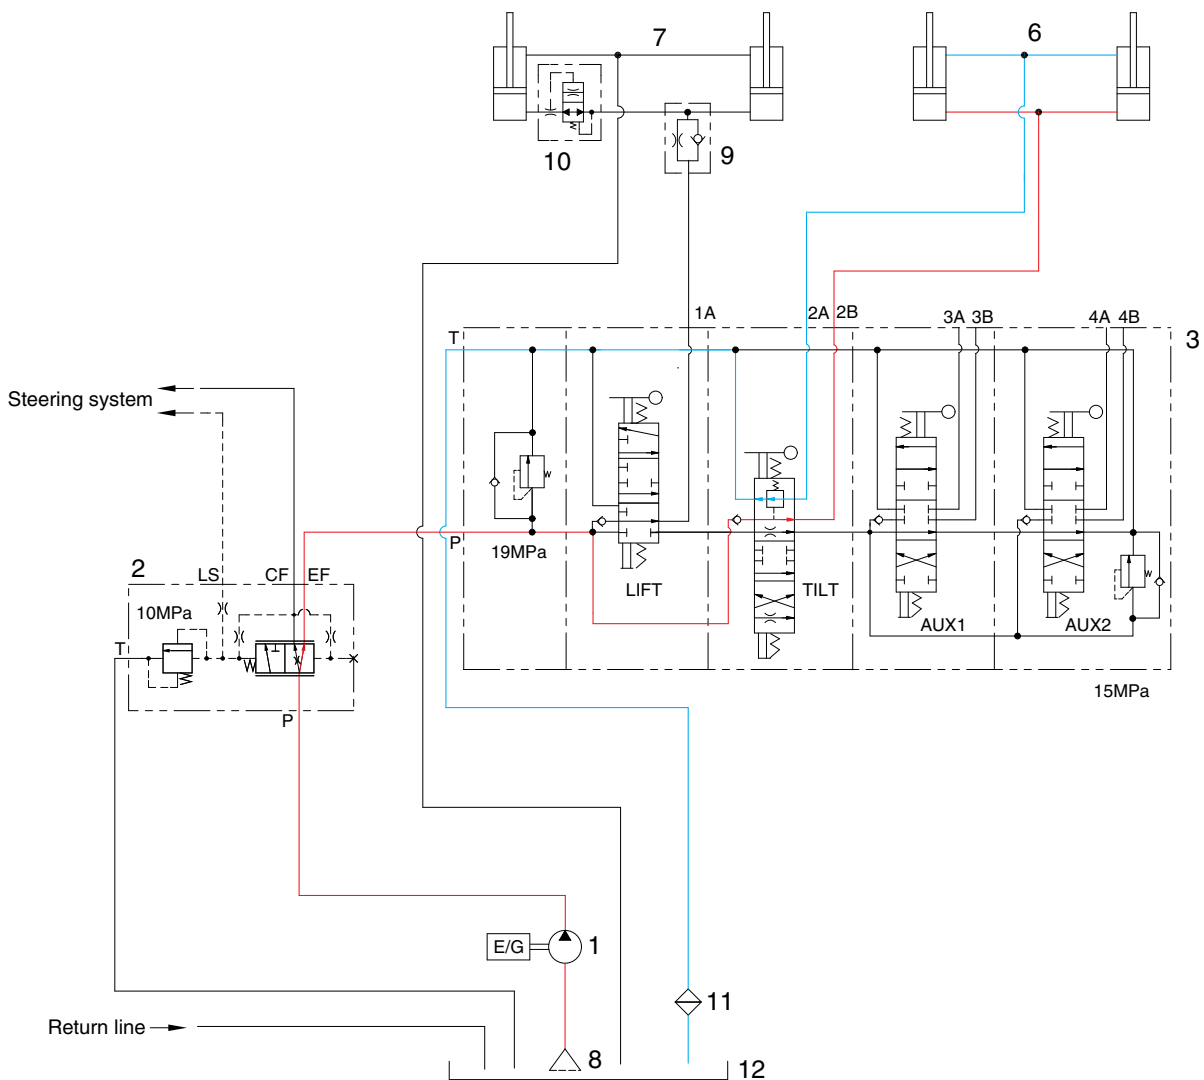 7
6
10
9
1A
2A 2B
3A 3B
4A 4B
3
T
Steering system
P
19MPa
2
LS
CF
EF
LIFT
TILT
10MPa
AUX1
AUX2
T
15MPa
P
E/G
1
11
Return line
8
12